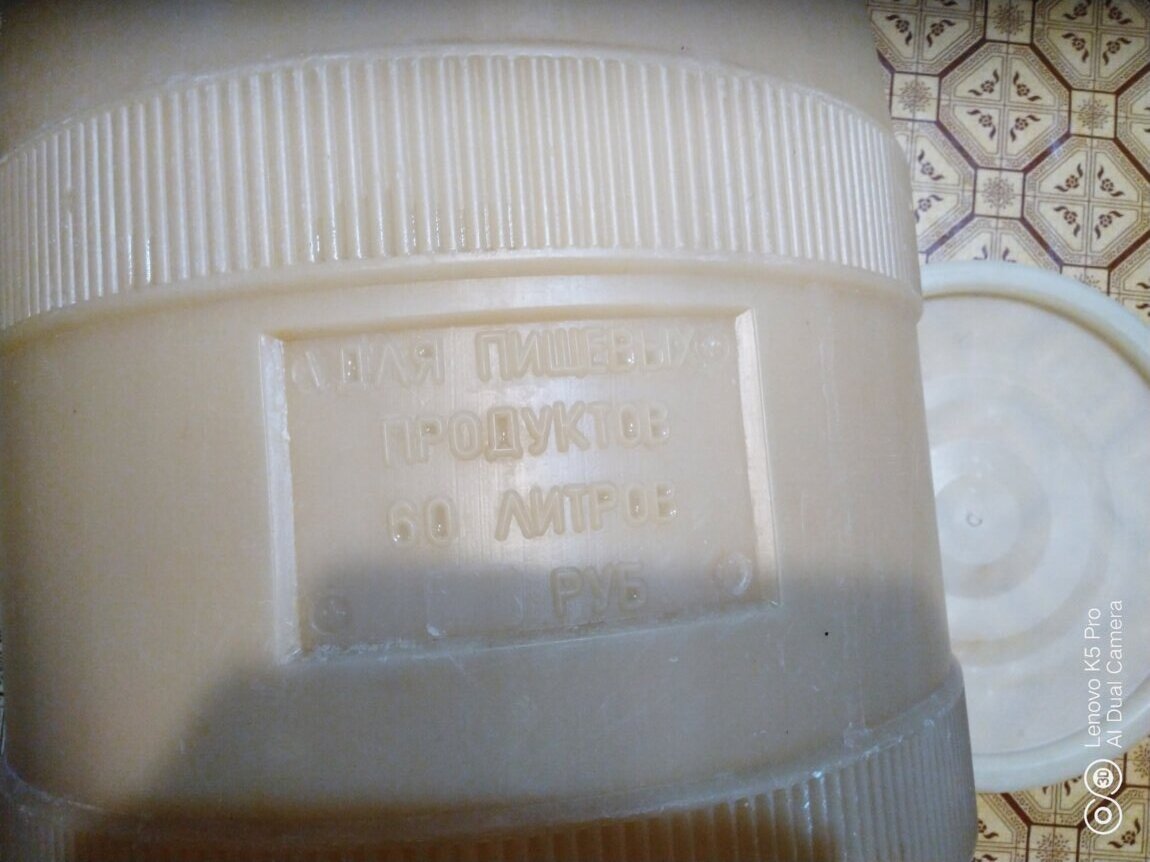 ДЛЯ ПИЩЕВЫХ
ПРОДУКТОВ
60 ЛИТРОВ
РУБ
Lenovo K5 Pro
AI Dual Camera